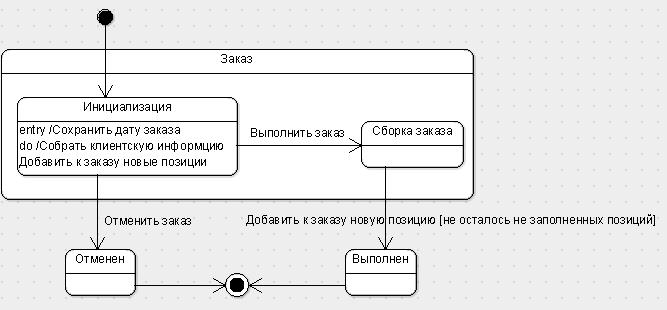 Заказ
Инициализация
entry /Сохранить дату заказа
do /Собрать клиентскую информцию
Добавить к заказу новые позиции
Выполнить заказ
Сборка заказа
Отменить заказ
Добавить к заказу новую позицию [не осталось не заполненных позиций]
Отменен
Выполнен